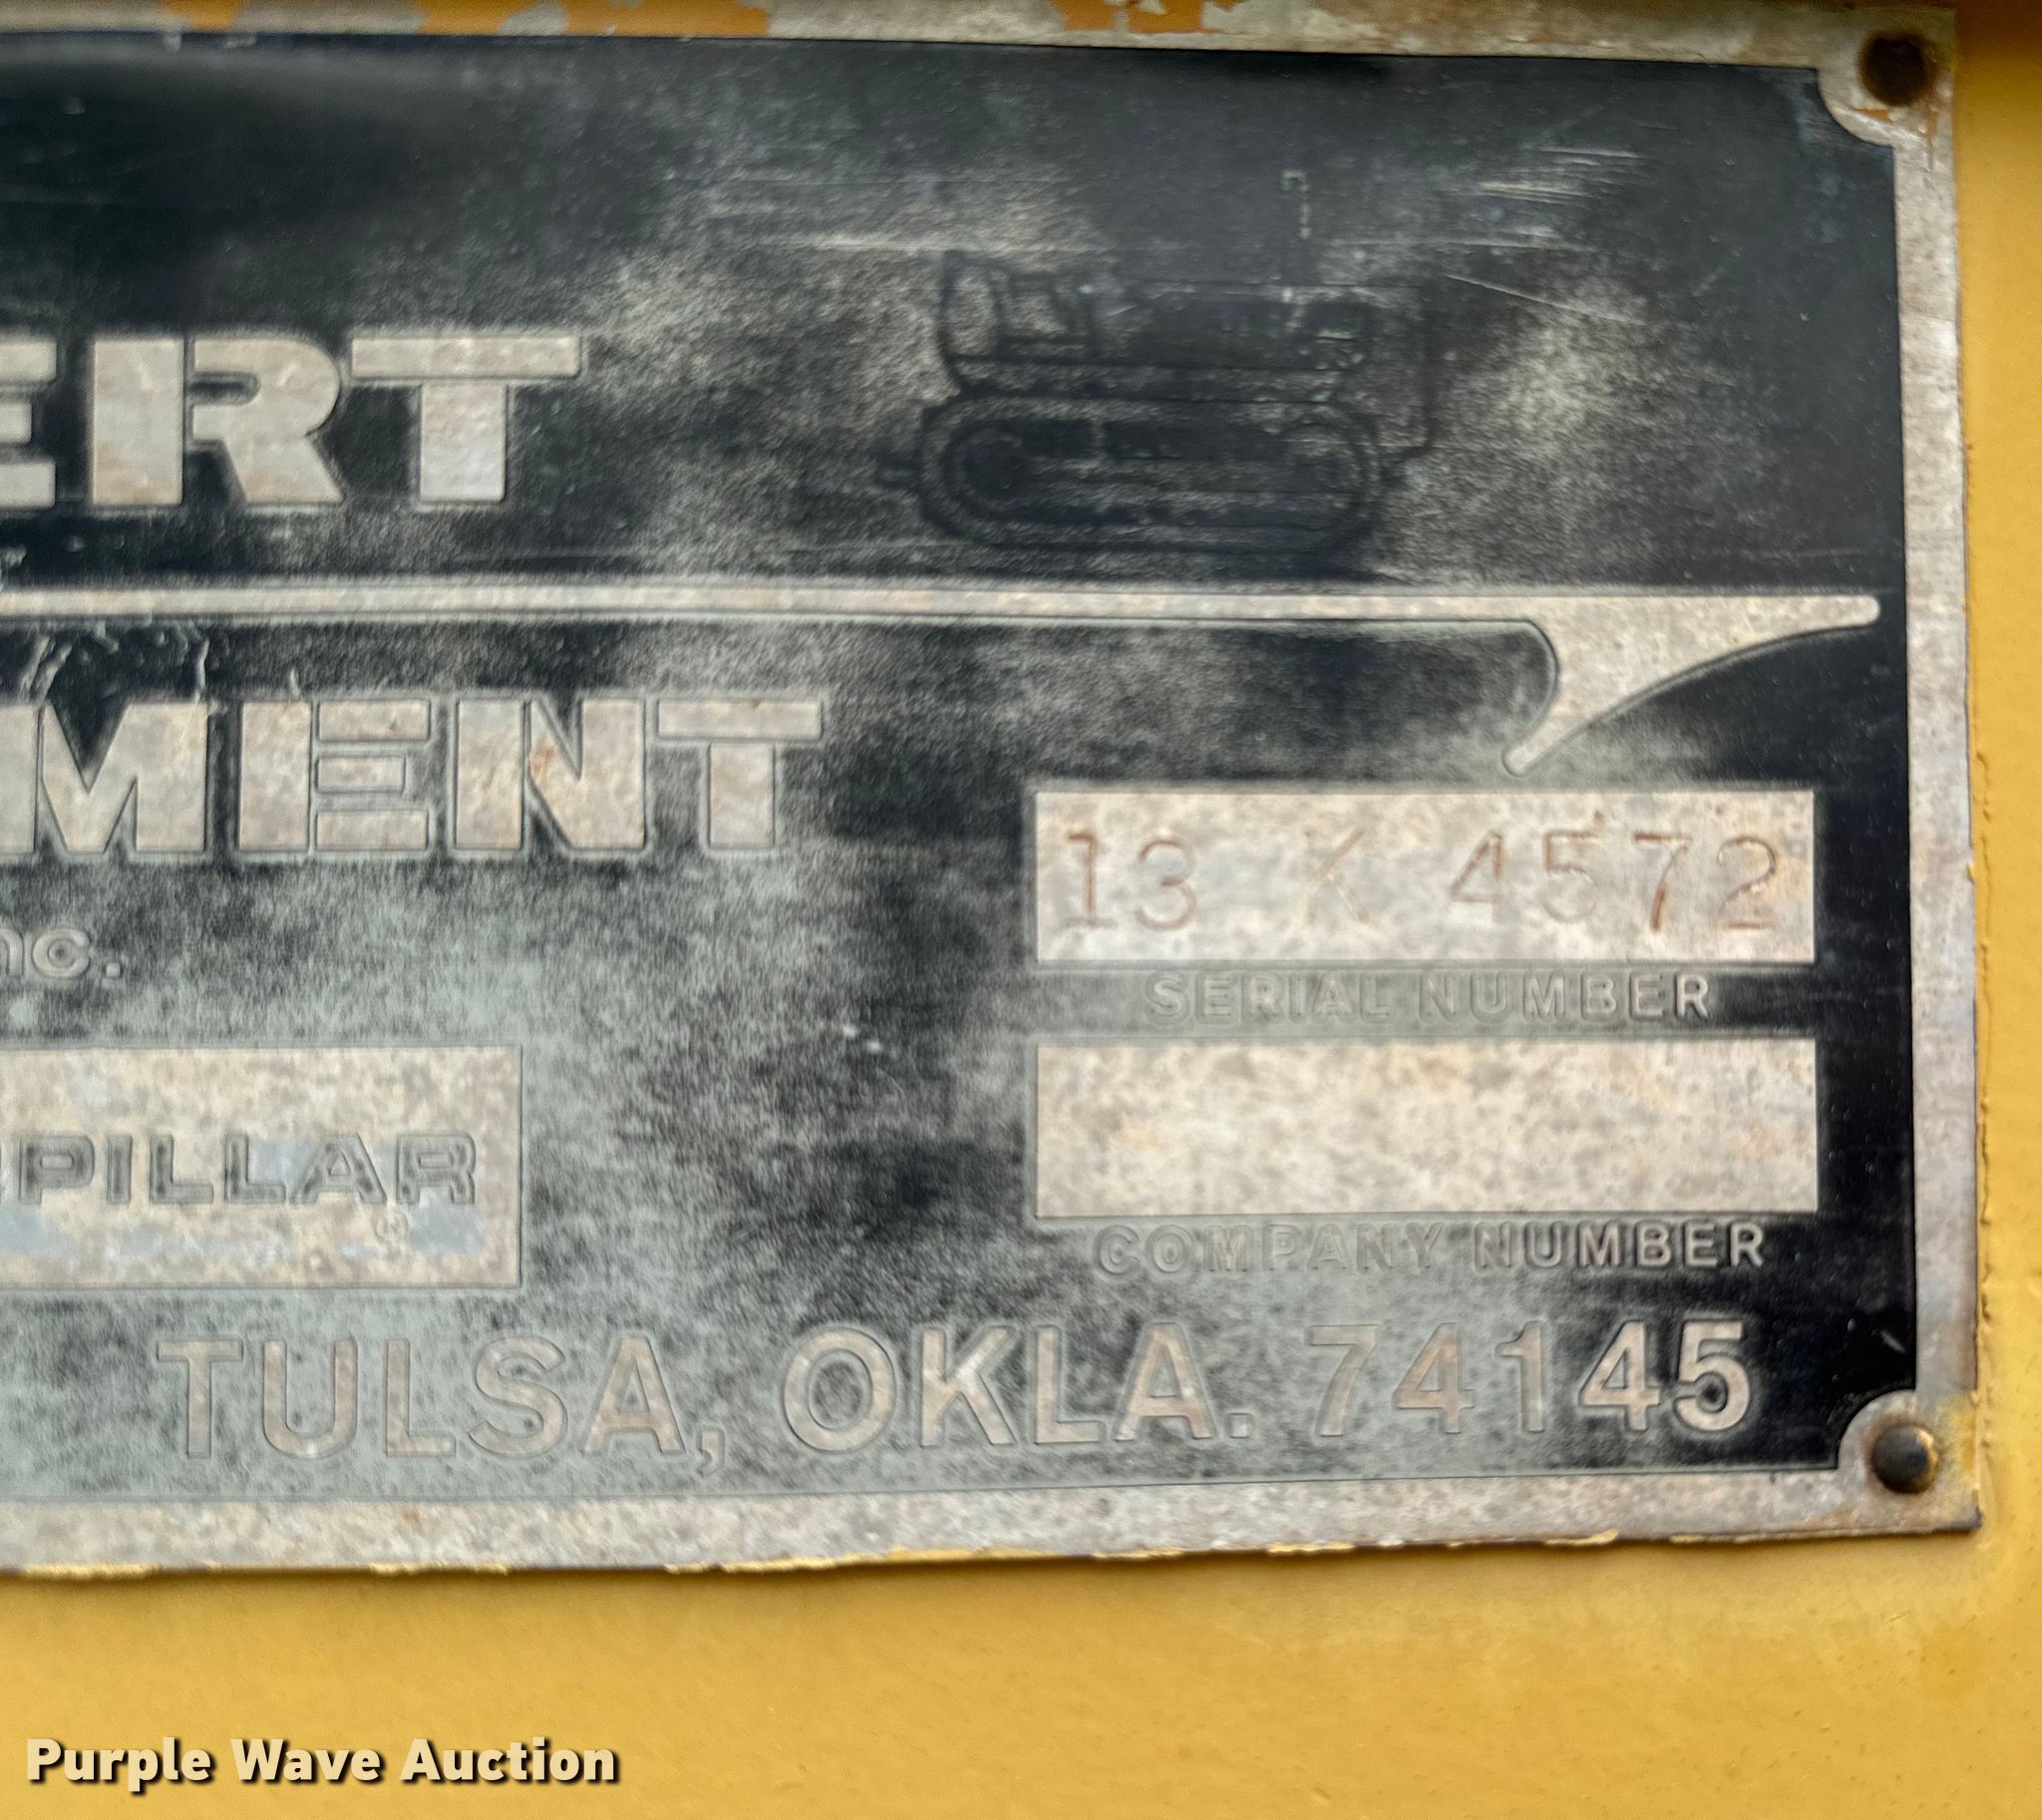 ERT
MENT
nc.
13 K 4572
SERIAL NUMBER
PILLAR
®
COMPANY NUMBER
TULSA, OKLA. 74145
Purple Wave Auction